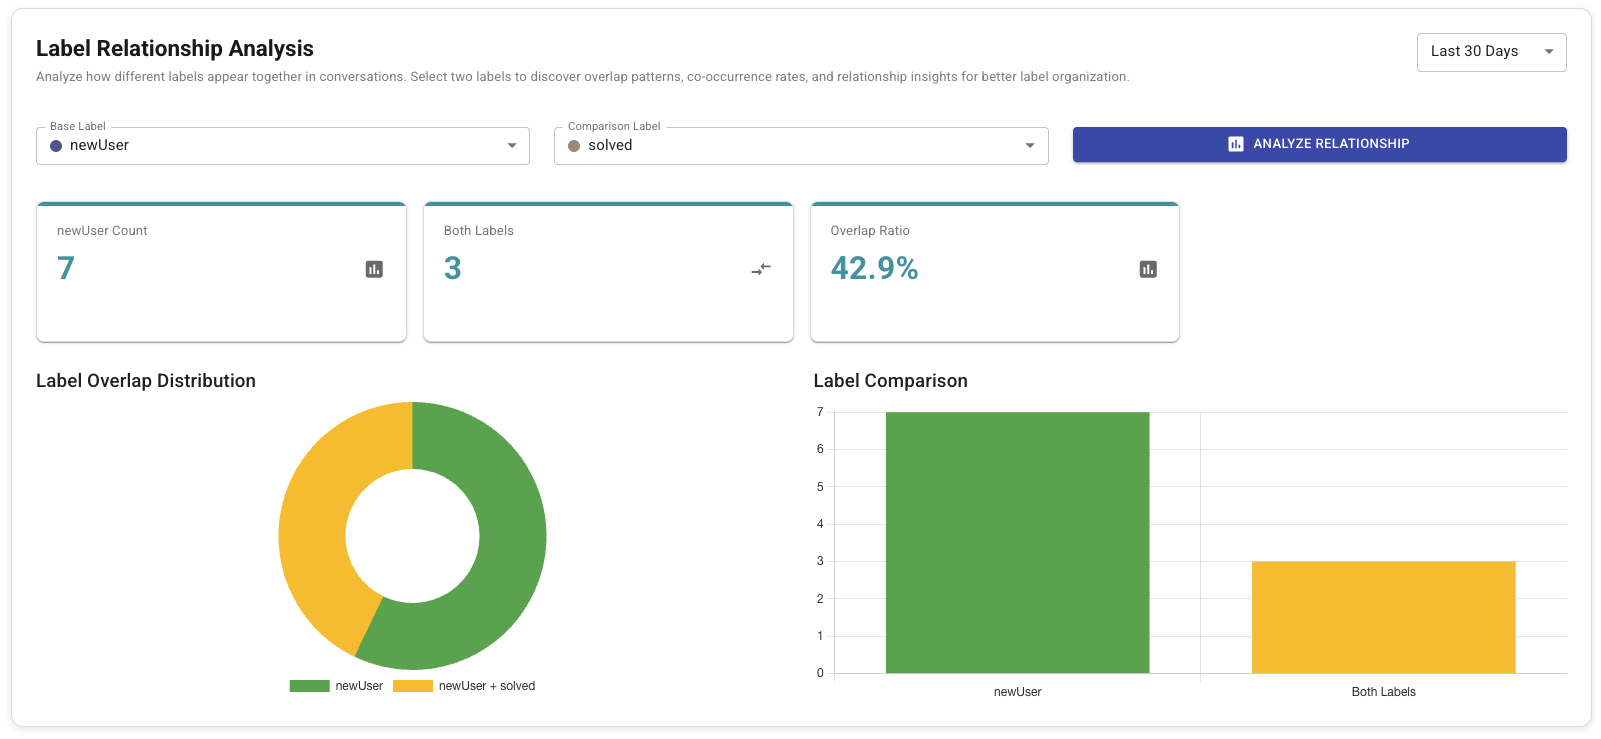 Label Relationship Analysis
Analyze how different labels appear together in conversations. Select two labels to discover overlap patterns, co-occurrence rates, and relationship insights for better label organization.
Last 30 Days
Base Label
newUser
Comparison Label
solved
ANALYZE RELATIONSHIP
newUser Count
7
Both Labels
3
Overlap Ratio
42.9%
Label Overlap Distribution
newUser
newUser + solved
Label Comparison
7
6
5
4
3
2
1
0
newUser
Both Labels